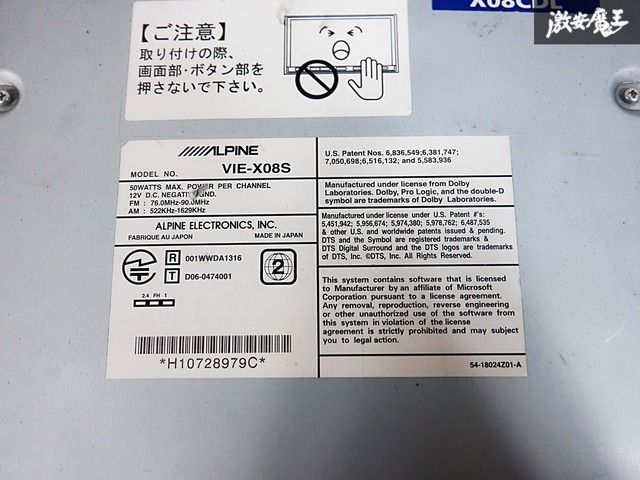 X08CDL
激安魔王
【ご注意】
取り付けの際、
画面部・ボタン部を
押さないで下さい。
ALPINE
MODEL NO. VIE-X08S
50WATTS MAX. POWER PER CHANNEL
12V D.C. NEGATIVE GND.
FM : 76.0MHz-90.0MHz
AM : 522KHz-1629KHz
ALPINE ELECTRONICS, INC.
FABRIQUE AU JAPON MADE IN JAPAN
R 001WWDA1316
T D06-0474001
2
2.4 FH 1
*H10728979C*
U.S. Patent Nos. 6,836,549;6,381,747;
7,050,698;6,516,132; and 5,583,936
Manufactured under license from Dolby
Laboratories. Dolby, Pro Logic, and the double-D
symbol are trademarks of Dolby Laboratories.
Manufactured under license under U.S. Patent #'s:
5,451,942; 5,956,674; 5,974,380; 5,978,762; 6,487,535
& other U.S. and worldwide patents issued & pending.
DTS and the Symbol are registered trademarks &
DTS Digital Surround and the DTS logos are trademarks
of DTS, Inc. ©DTS, Inc. All Rights Reserved.
This system contains software that is licensed
to Manufacturer by an affiliate of Microsoft
Corporation pursuant to a license agreement.
Any removal, reproduction, reverse engineering
or other unauthorized use of the software from
this system in violation of the license
agreement is strictly prohibited and may subject
you to legal action.
54-18024Z01-A